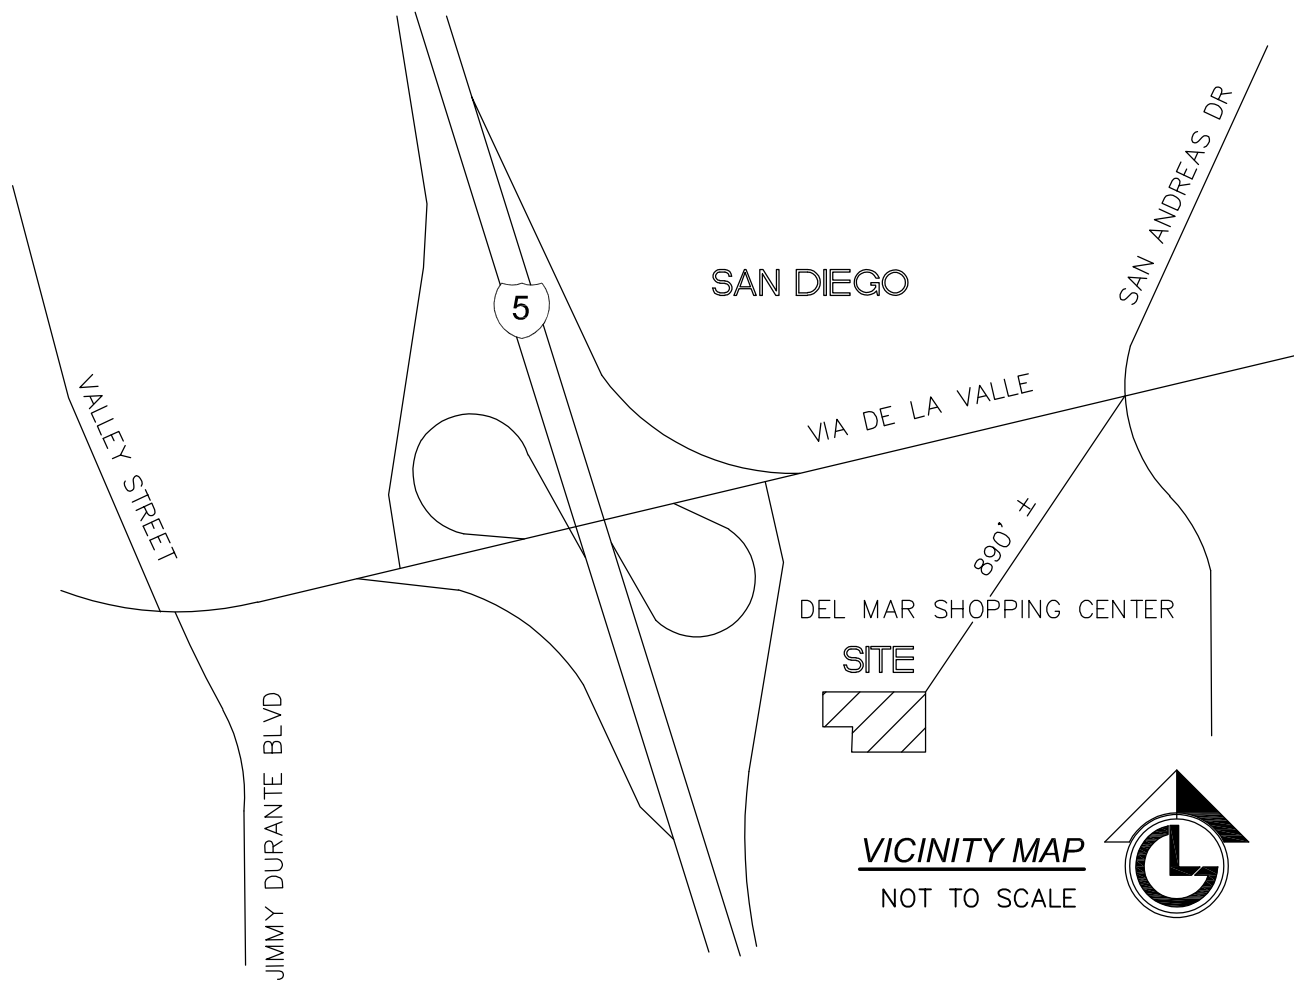 SAN ANDREAS DR
SAN DIEGO
5
VALLEY STREET
VIA DE LA VALLE
890' ±
DEL MAR SHOPPING CENTER
SITE
JIMMY DURANTE BLVD
VICINITY MAP
NOT TO SCALE